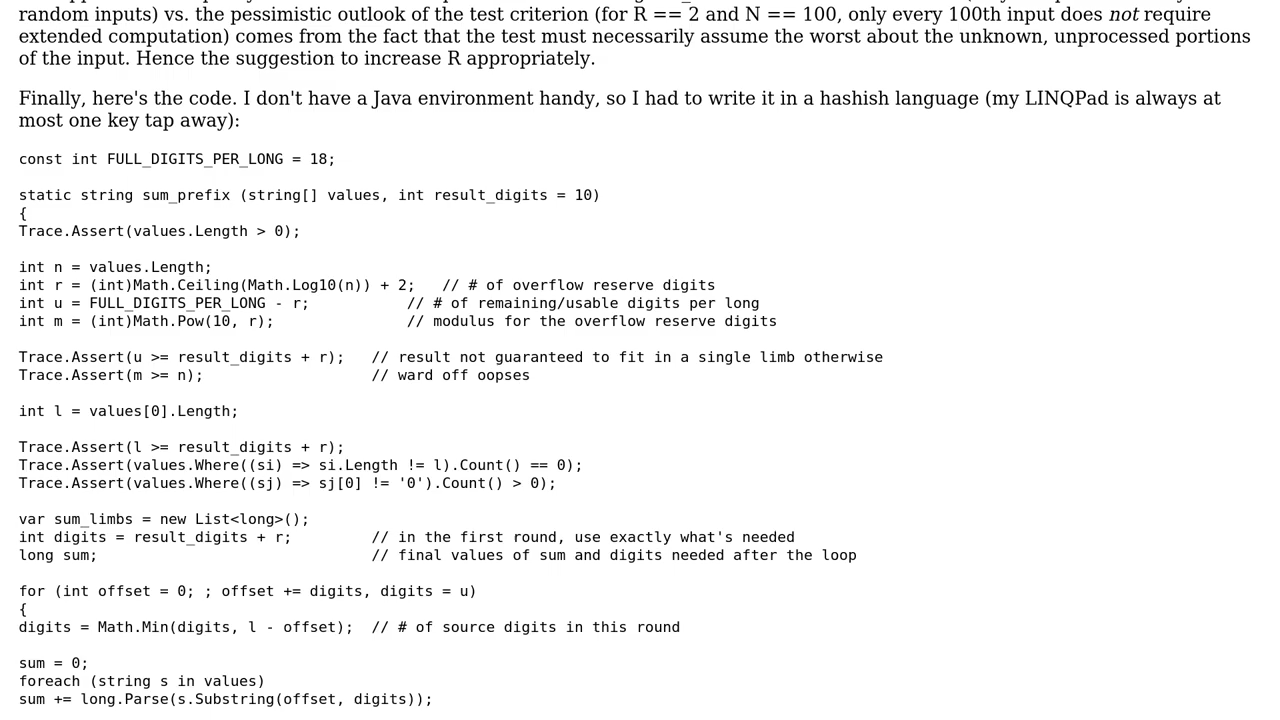 random inputs) vs. the pessimistic outlook of the test criterion (for R == 2 and N == 100, only every 100th input does not require
extended computation) comes from the fact that the test must necessarily assume the worst about the unknown, unprocessed portions
of the input. Hence the suggestion to increase R appropriately.
Finally, here's the code. I don't have a Java environment handy, so I had to write it in a hashish language (my LINQPad is always at
most one key tap away):
const int FULL_DIGITS_PER_LONG = 18;
static string sum_prefix (string[] values, int result_digits = 10)
{
Trace.Assert(values.Length > 0);
int n = values.Length;
int r = (int)Math.Ceiling(Math.Log10(n)) + 2;   // # of overflow reserve digits
int u = FULL_DIGITS_PER_LONG - r;           // # of remaining/usable digits per long
int m = (int)Math.Pow(10, r);               // modulus for the overflow reserve digits
Trace.Assert(u >= result_digits + r);   // result not guaranteed to fit in a single limb otherwise
Trace.Assert(m >= n);                   // ward off oopses
int l = values[0].Length;
Trace.Assert(l >= result_digits + r);
Trace.Assert(values.Where((si) => si.Length != l).Count() == 0);
Trace.Assert(values.Where((sj) => sj[0] != '0').Count() > 0);
var sum_limbs = new List<long>();
int digits = result_digits + r;         // in the first round, use exactly what's needed
long sum;                               // final values of sum and digits needed after the loop
for (int offset = 0; ; offset += digits, digits = u)
{
digits = Math.Min(digits, l - offset);  // # of source digits in this round
sum = 0;
foreach (string s in values)
sum += long.Parse(s.Substring(offset, digits));